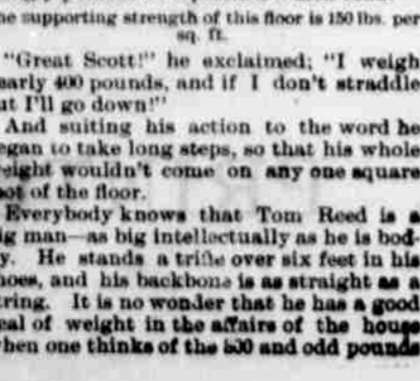 he supporting strength of this floor is 150 lbs. per
sq. ft.
"Great Scott!" he exclaimed; "I weigh
early 400 pounds, and if I don't straddle
ut I'll go down!"
And suiting his action to the word he
egan to take long steps, so that his whole
eight wouldn't come on any one square
oot of the floor.
Everybody knows that Tom Reed is a
ig man—as big intellectually as he is bod-
y. He stands a trifle over six feet in his
hoes, and his backbone is as straight as a
tring. It is no wonder that he has a good
eal of weight in the affairs of the house
when one thinks of the and odd pounds